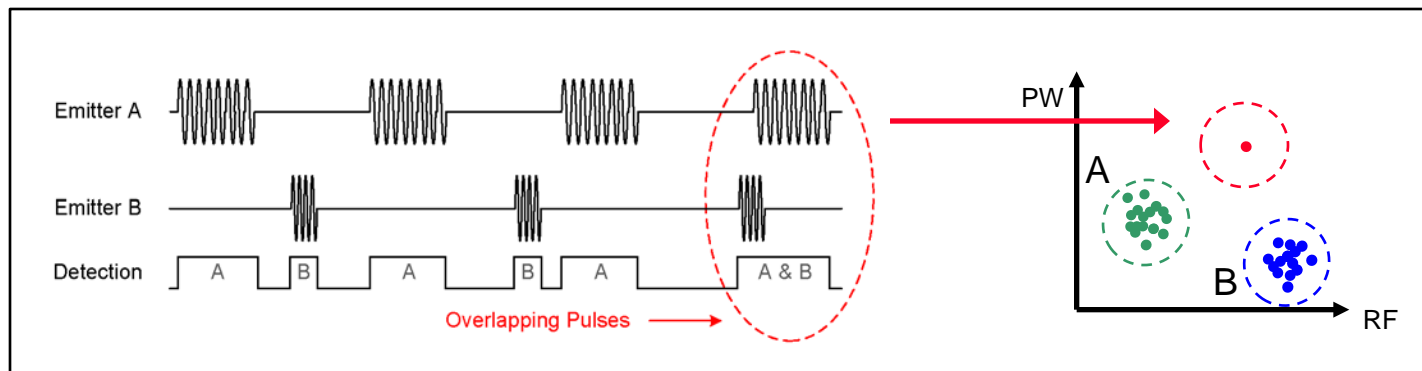 Emitter A
Emitter B
Detection
A
B
A
B
A
A & B
Overlapping Pulses
PW
A
B
RF